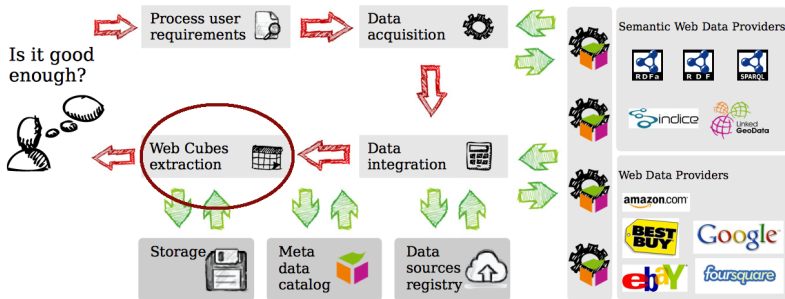 Process user
requirements
Data
acquisition
Semantic Web Data Providers
Is it good
enough?
RDFa
RDF
SPARQL
Sindice
Linked
GeoData
Web Cubes
extraction
Data
integration
Web Data Providers
amazon.com
BEST
BUY
Google
ebay
foursquare
Storage
Meta
data
catalog
Data
sources
registry